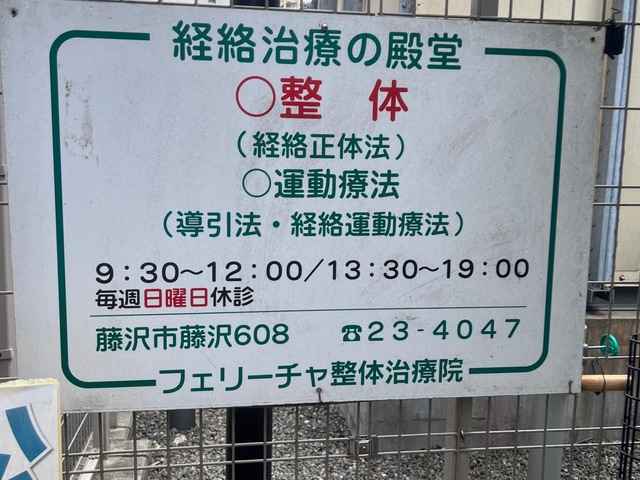 経絡治療の殿堂
○整 体
（経絡正体法）
○運動療法
（導引法・経絡運動療法）
9：30～12：00／13：30～19：00
毎週日曜日休診
藤沢市藤沢608 ☎23-4047
フェリーチャ整体治療院